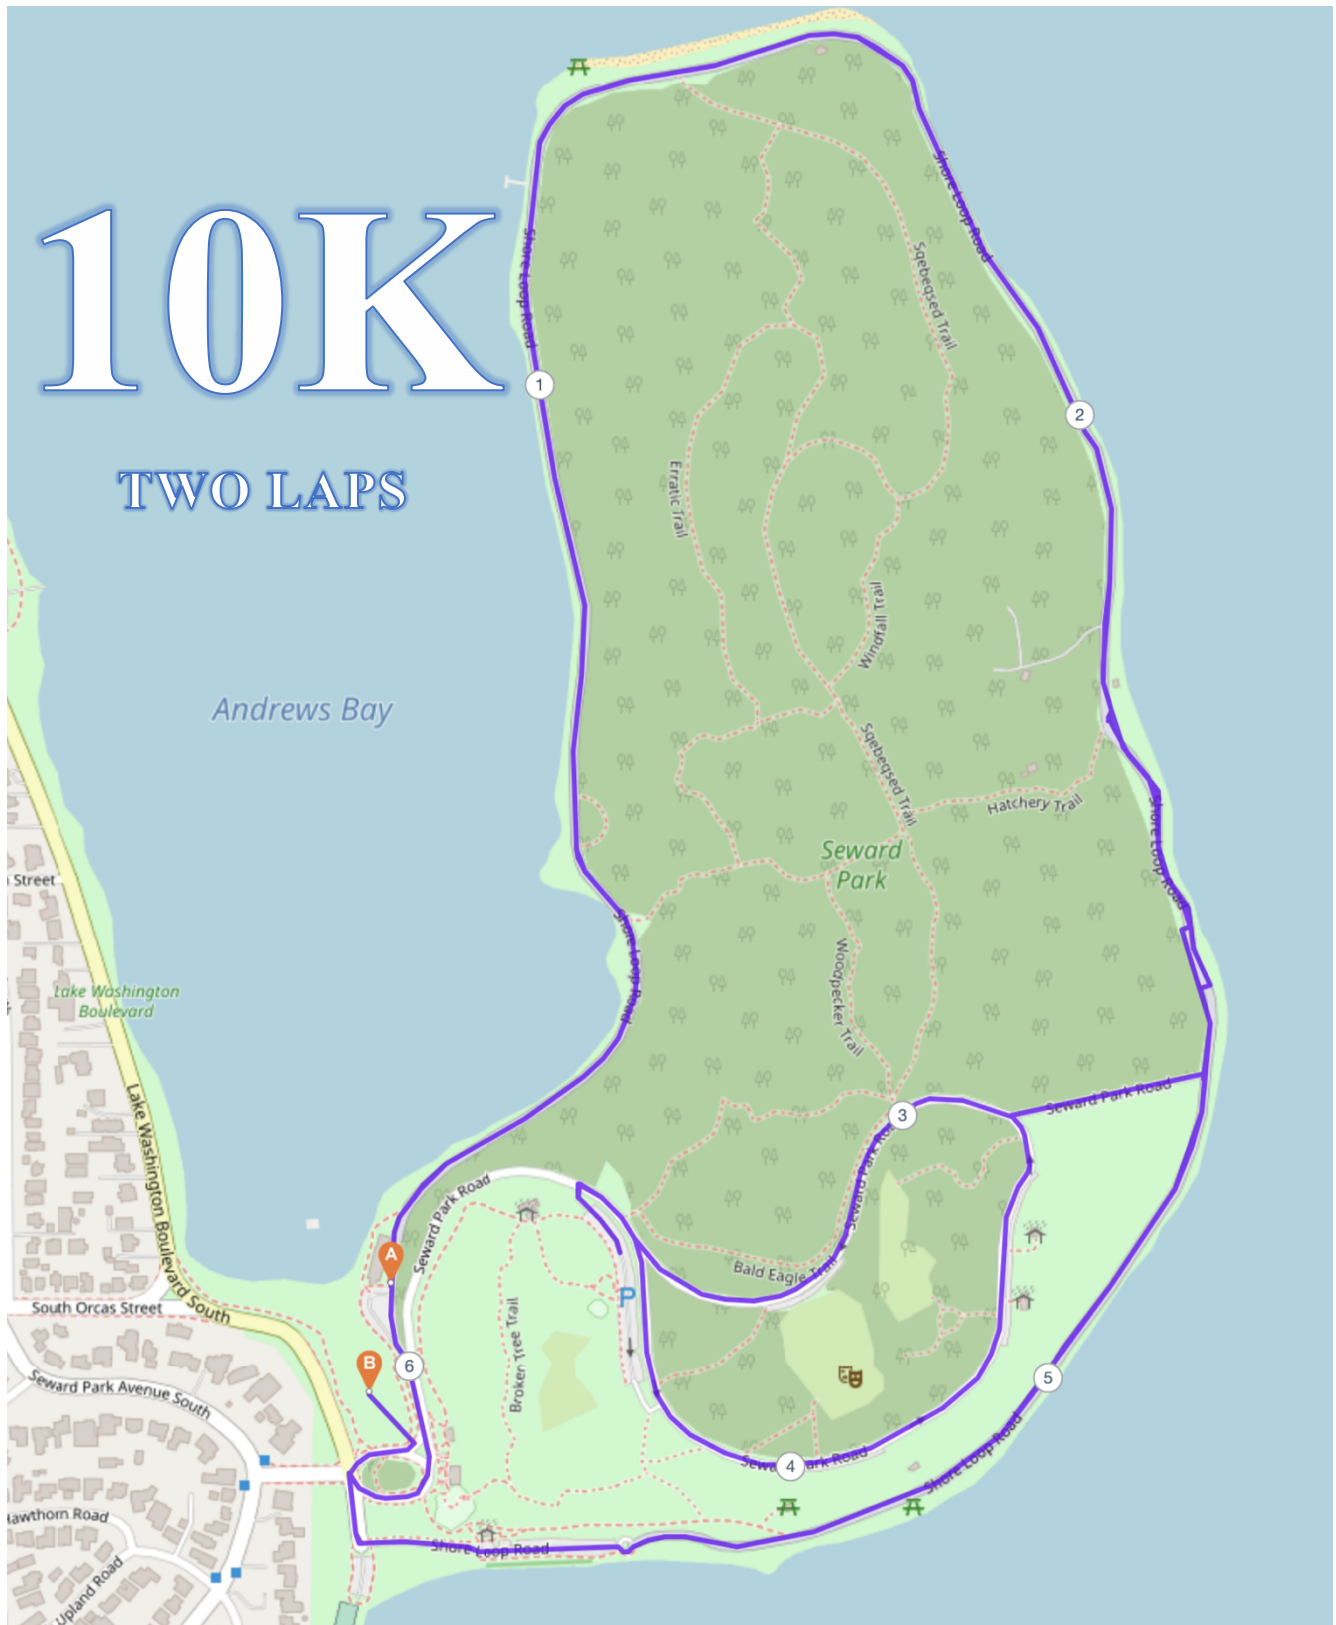 10K
TWO LAPS
Shore Loop Road
Shore Loop Road
1
2
Sqebeqsed Trail
Erratic Trail
Windfall Trail
Andrews Bay
Sqebeqsed Trail
Hatchery Trail
Shore Loop Road
Seward
Park
Street
Shore Loop Road
Woodpecker Trail
Lake Washington
Boulevard
Lake Washington Boulevard South
Seward Park Road
3
Seward Park Road
Seward Park Road
A
Bald Eagle Trail
South Orcas Street
P
Broken Tree Trail
B
6
5
Seward Park Avenue South
4
Seward Park Road
Shore Loop Road
Hawthorn Road
Shore Loop Road
Upland Road